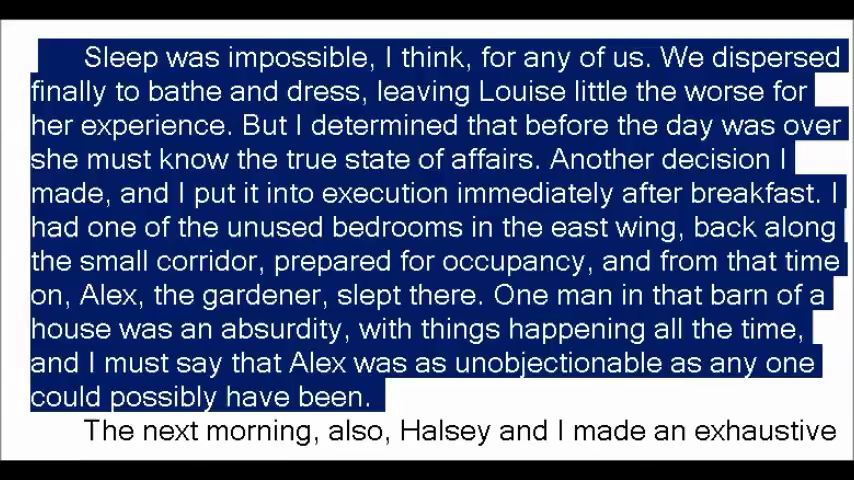 Sleep was impossible, I think, for any of us. We dispersed
finally to bathe and dress, leaving Louise little the worse for
her experience. But I determined that before the day was over
she must know the true state of affairs. Another decision I
made, and I put it into execution immediately after breakfast. I
had one of the unused bedrooms in the east wing, back along
the small corridor, prepared for occupancy, and from that time
on, Alex, the gardener, slept there. One man in that barn of a
house was an absurdity, with things happening all the time,
and I must say that Alex was as unobjectionable as any one
could possibly have been.
The next morning, also, Halsey and I made an exhaustive